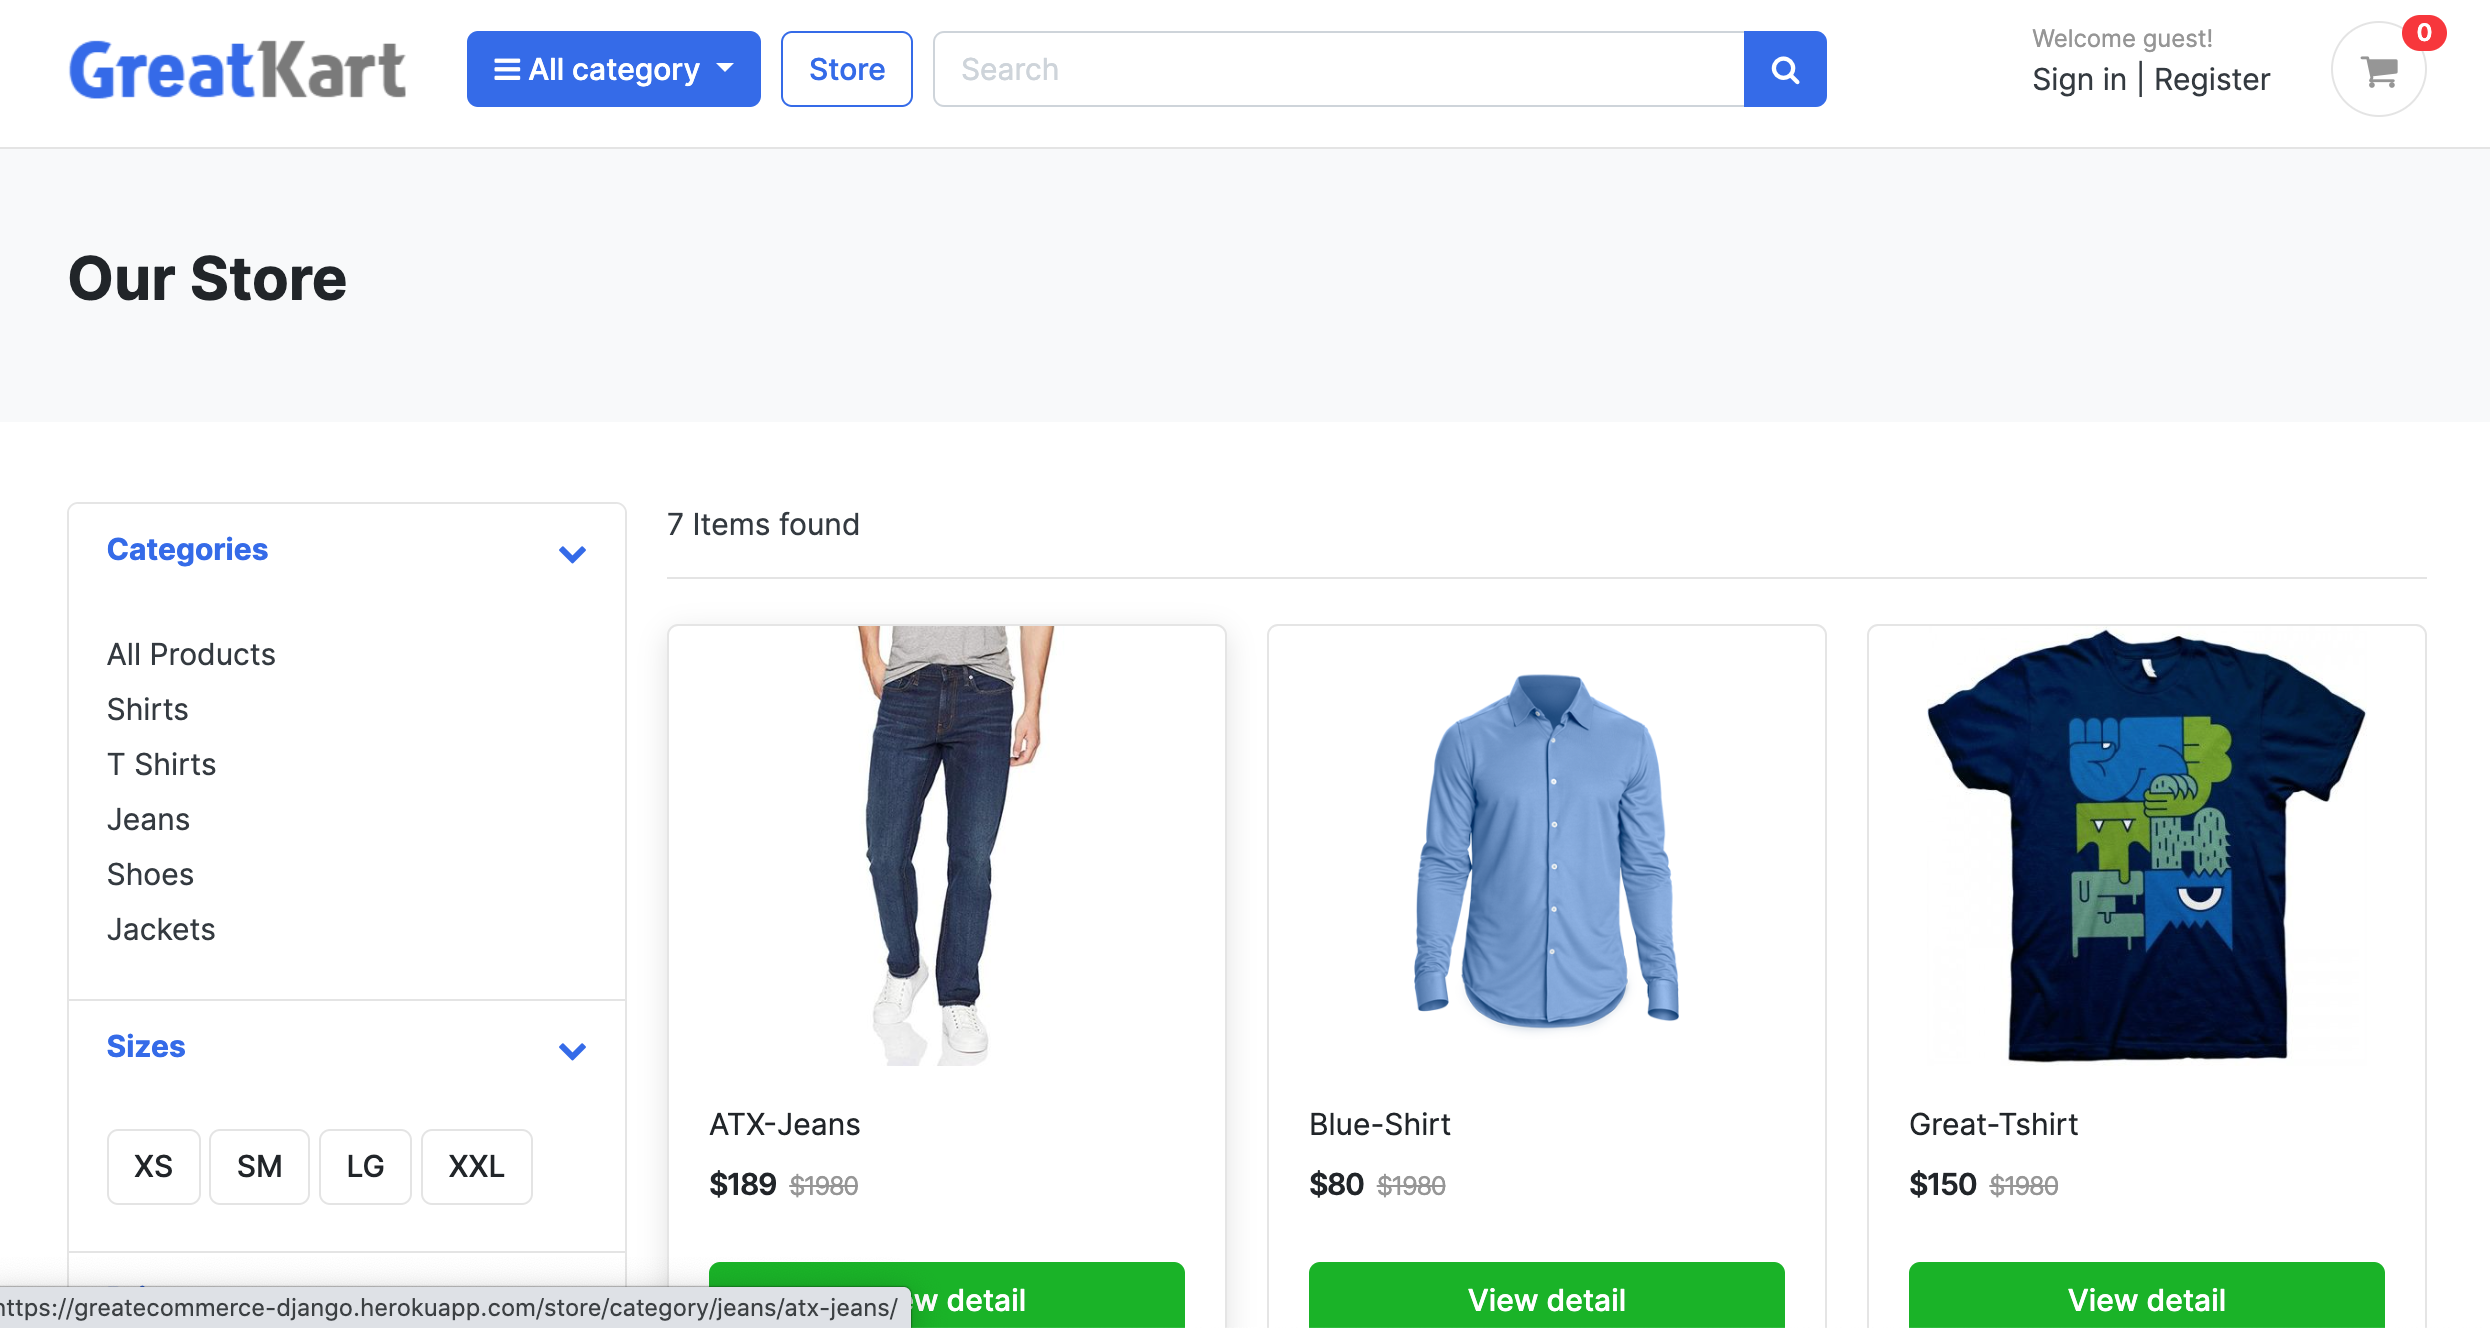 GreatKart
All category
Store
Search
Welcome guest!
Sign in | Register
0
Our Store
Categories
All Products
Shirts
T Shirts
Jeans
Shoes
Jackets
Sizes
XS SM LG XXL
7 Items found
ATX-Jeans
$189 $1980
w detail
Blue-Shirt
$80 $1980
View detail
Great-Tshirt
$150 $1980
View detail
ttps://greatecommerce-django.herokuapp.com/store/category/jeans/atx-jeans/